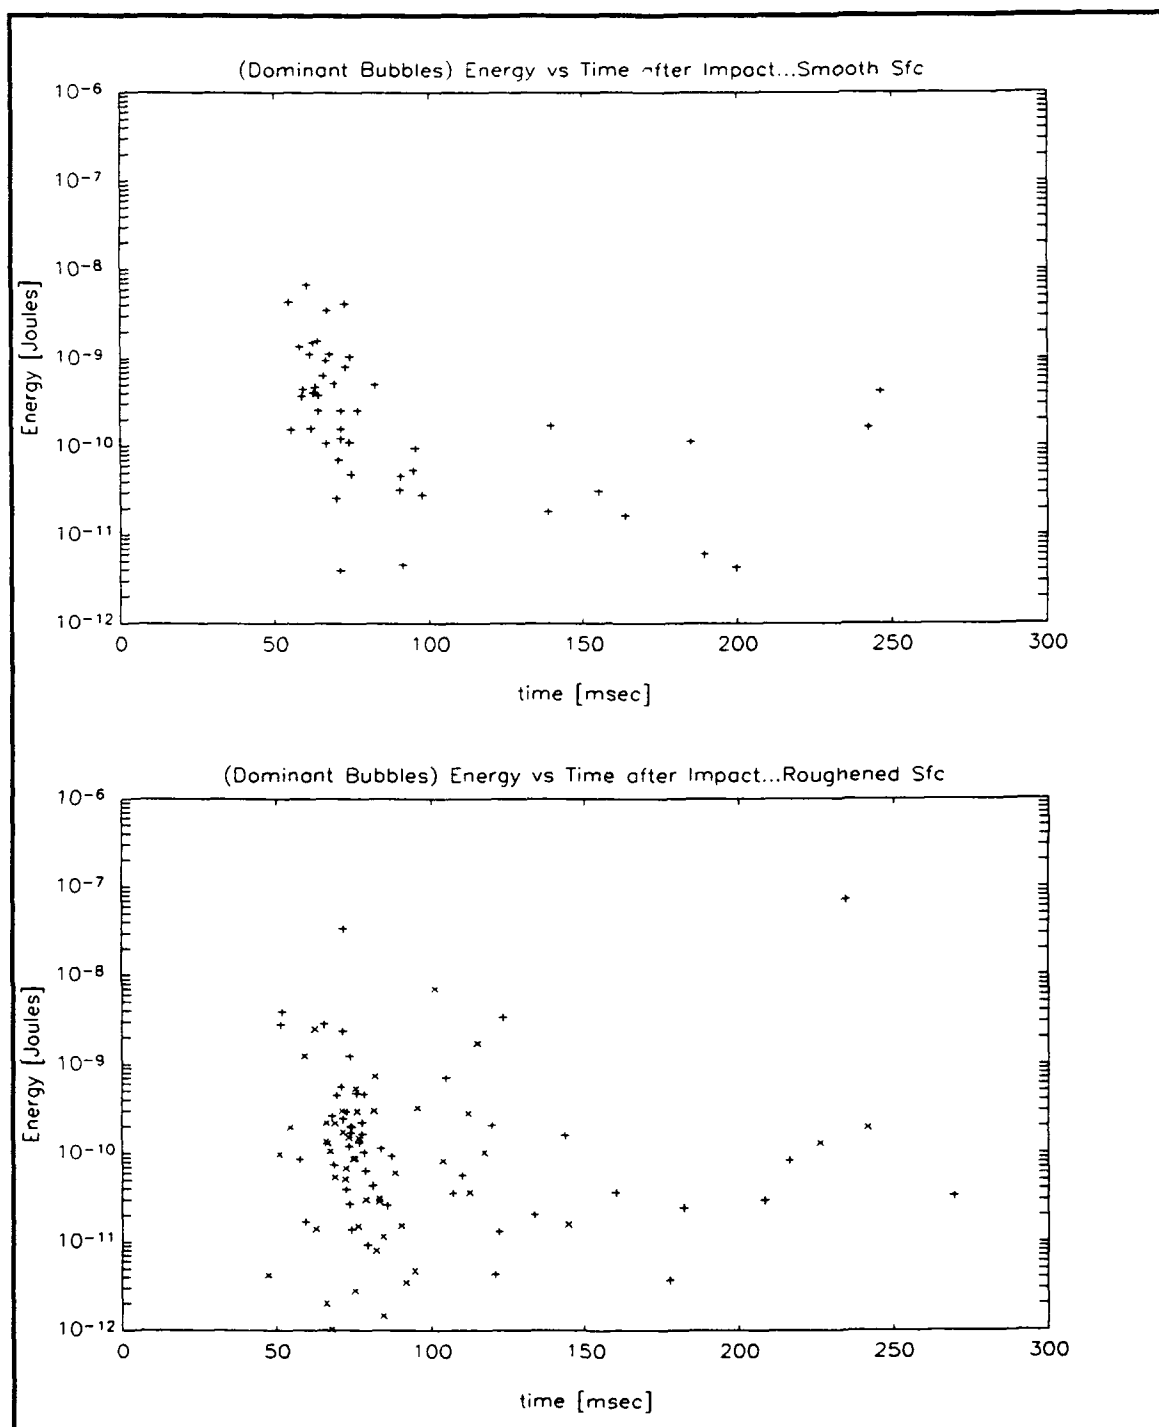 (Dominant Bubbles) Energy vs Time after Impact...Smooth Sfc
10⁻⁶
10⁻⁷
10⁻⁸
10⁻⁹
10⁻¹⁰
10⁻¹¹
10⁻¹²
Energy [Joules]
0 50 100 150 200 250 300
time [msec]
(Dominant Bubbles) Energy vs Time after Impact...Roughened Sfc
10⁻⁶
10⁻⁷
10⁻⁸
10⁻⁹
10⁻¹⁰
10⁻¹¹
10⁻¹²
Energy [Joules]
0 50 100 150 200 250 300
time [msec]